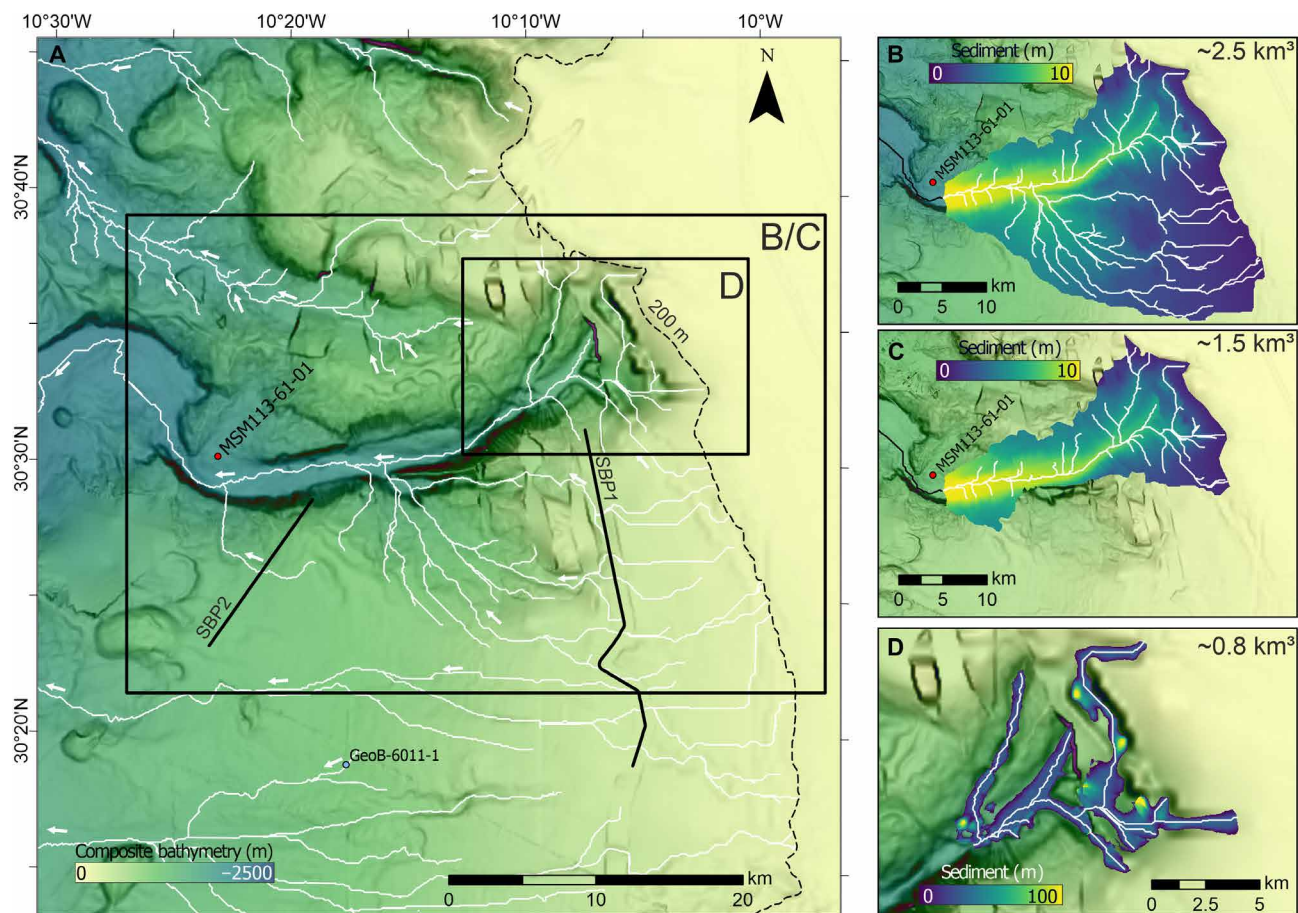 10°30'W 10°20'W 10°10'W 10°W
A
N
30°40'N
30°30'N
30°20'N
B/C
D
200 m
MSM113-61-01
SBP1
SBP2
GeoB-6011-1
Composite bathymetry (m)
0 −2500
km
0 10 20
B
Sediment (m)
0 10
~2.5 km³
MSM113-61-01
km
0 5 10
C
Sediment (m)
0 10
~1.5 km³
MSM113-61-01
km
0 5 10
D
~0.8 km³
Sediment (m)
0 100
km
0 2.5 5